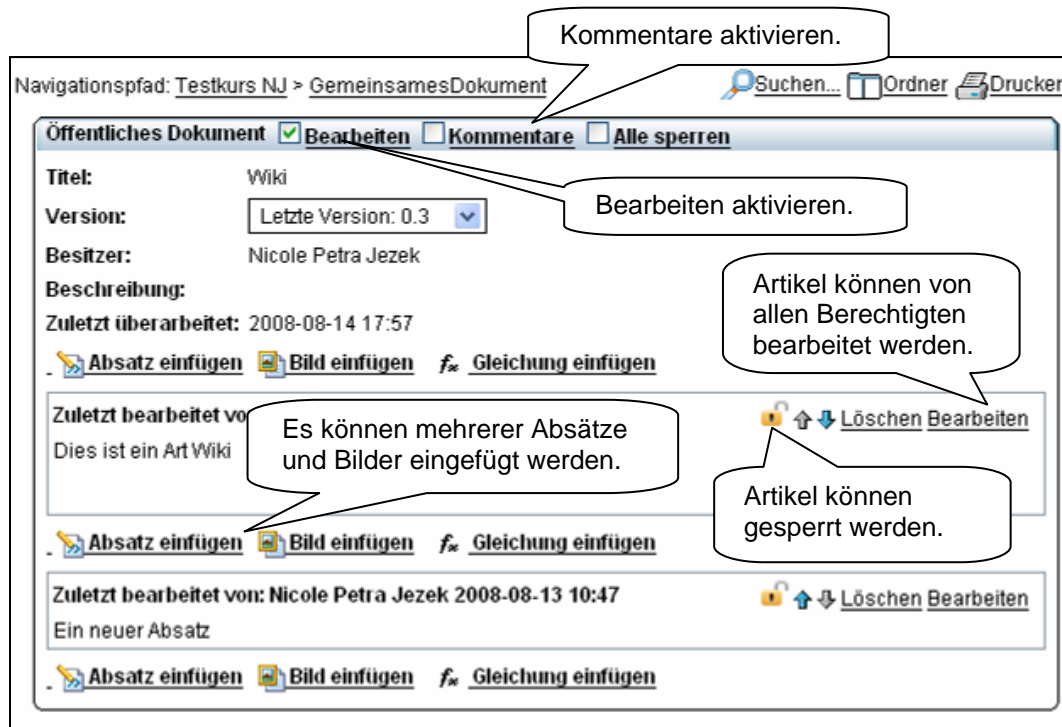 Kommentare aktivieren.
Navigationspfad: Testkurs NJ > GemeinsamesDokument
Suchen... Ordner Drucken
Öffentliches Dokument Bearbeiten Kommentare Alle sperren
Titel: Wiki
Version: Letzte Version: 0.3
Bearbeiten aktivieren.
Besitzer: Nicole Petra Jezek
Beschreibung:
Zuletzt überarbeitet: 2008-08-14 17:57
Artikel können von
allen Berechtigten
bearbeitet werden.
Absatz einfügen Bild einfügen fx Gleichung einfügen
Zuletzt bearbeitet vo
Löschen Bearbeiten
Dies ist ein Art Wiki
Es können mehrerer Absätze
und Bilder eingefügt werden.
Artikel können
gesperrt werden.
Absatz einfügen Bild einfügen fx Gleichung einfügen
Zuletzt bearbeitet von: Nicole Petra Jezek 2008-08-13 10:47
Löschen Bearbeiten
Ein neuer Absatz
Absatz einfügen Bild einfügen fx Gleichung einfügen